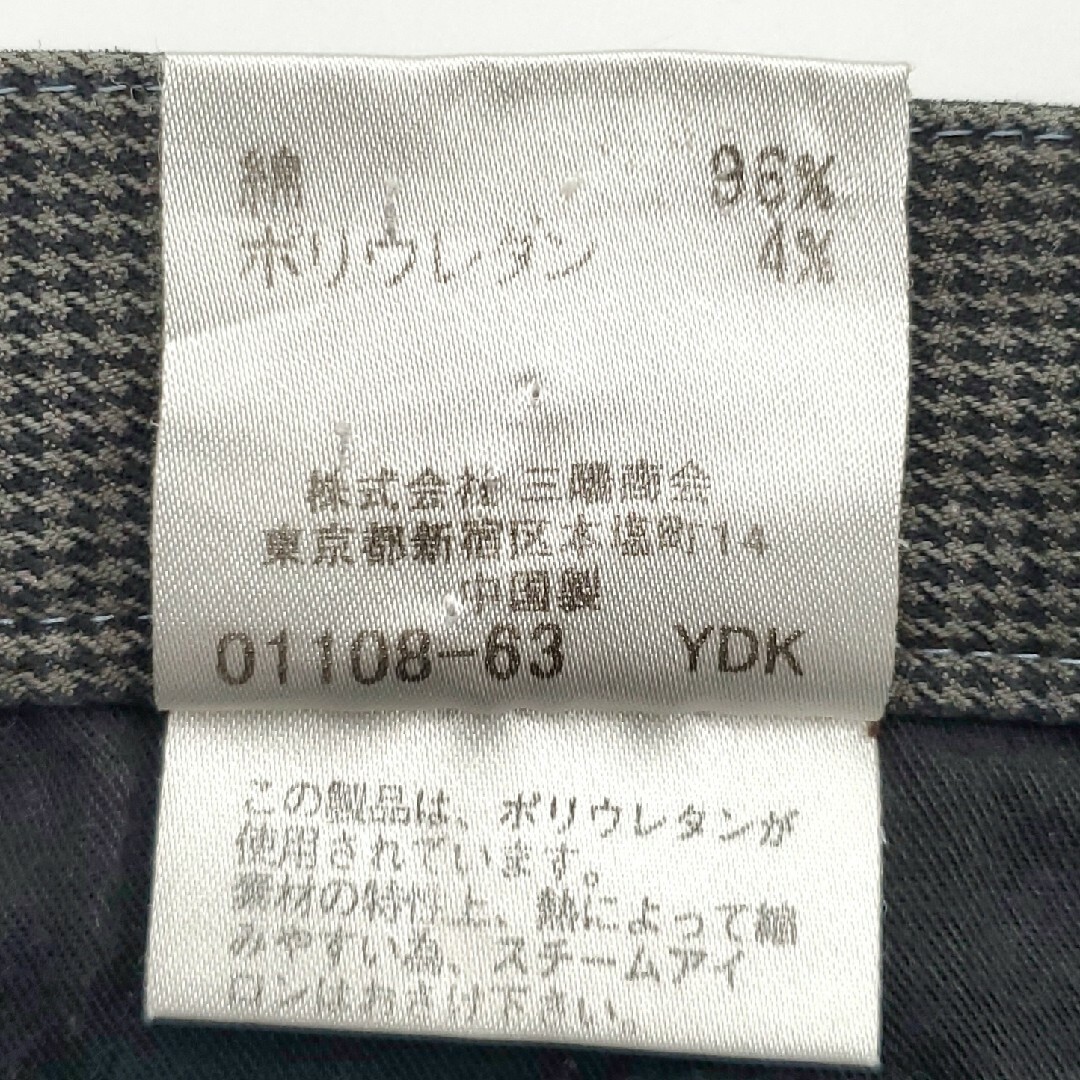 綿 96%
ポリウレタン 4%
株式会社 三陽商会
東京都新宿区本塩町14
中国製
01108-63 YDK
この製品は、ポリウレタンが
使用されています。
素材の特性上、熱によって縮
みやすい為、スチームアイ
ロンはおさけ下さい。